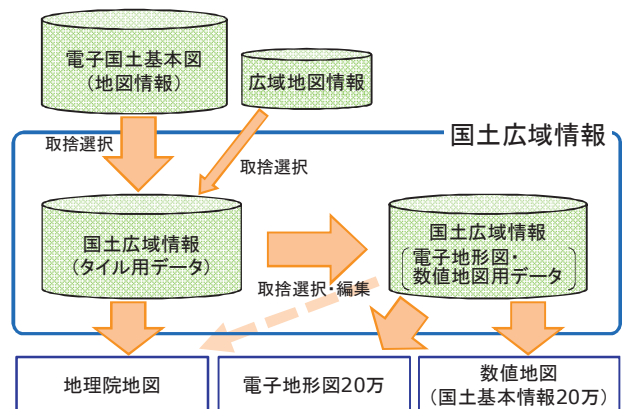 電子国土基本図
（地図情報）
広域地図情報
取捨選択
取捨選択
国土広域情報
国土広域情報
（タイル用データ）
国土広域情報
電子地形図・
数値地図用データ
取捨選択・編集
地理院地図
電子地形図20万
数値地図
（国土基本情報20万）